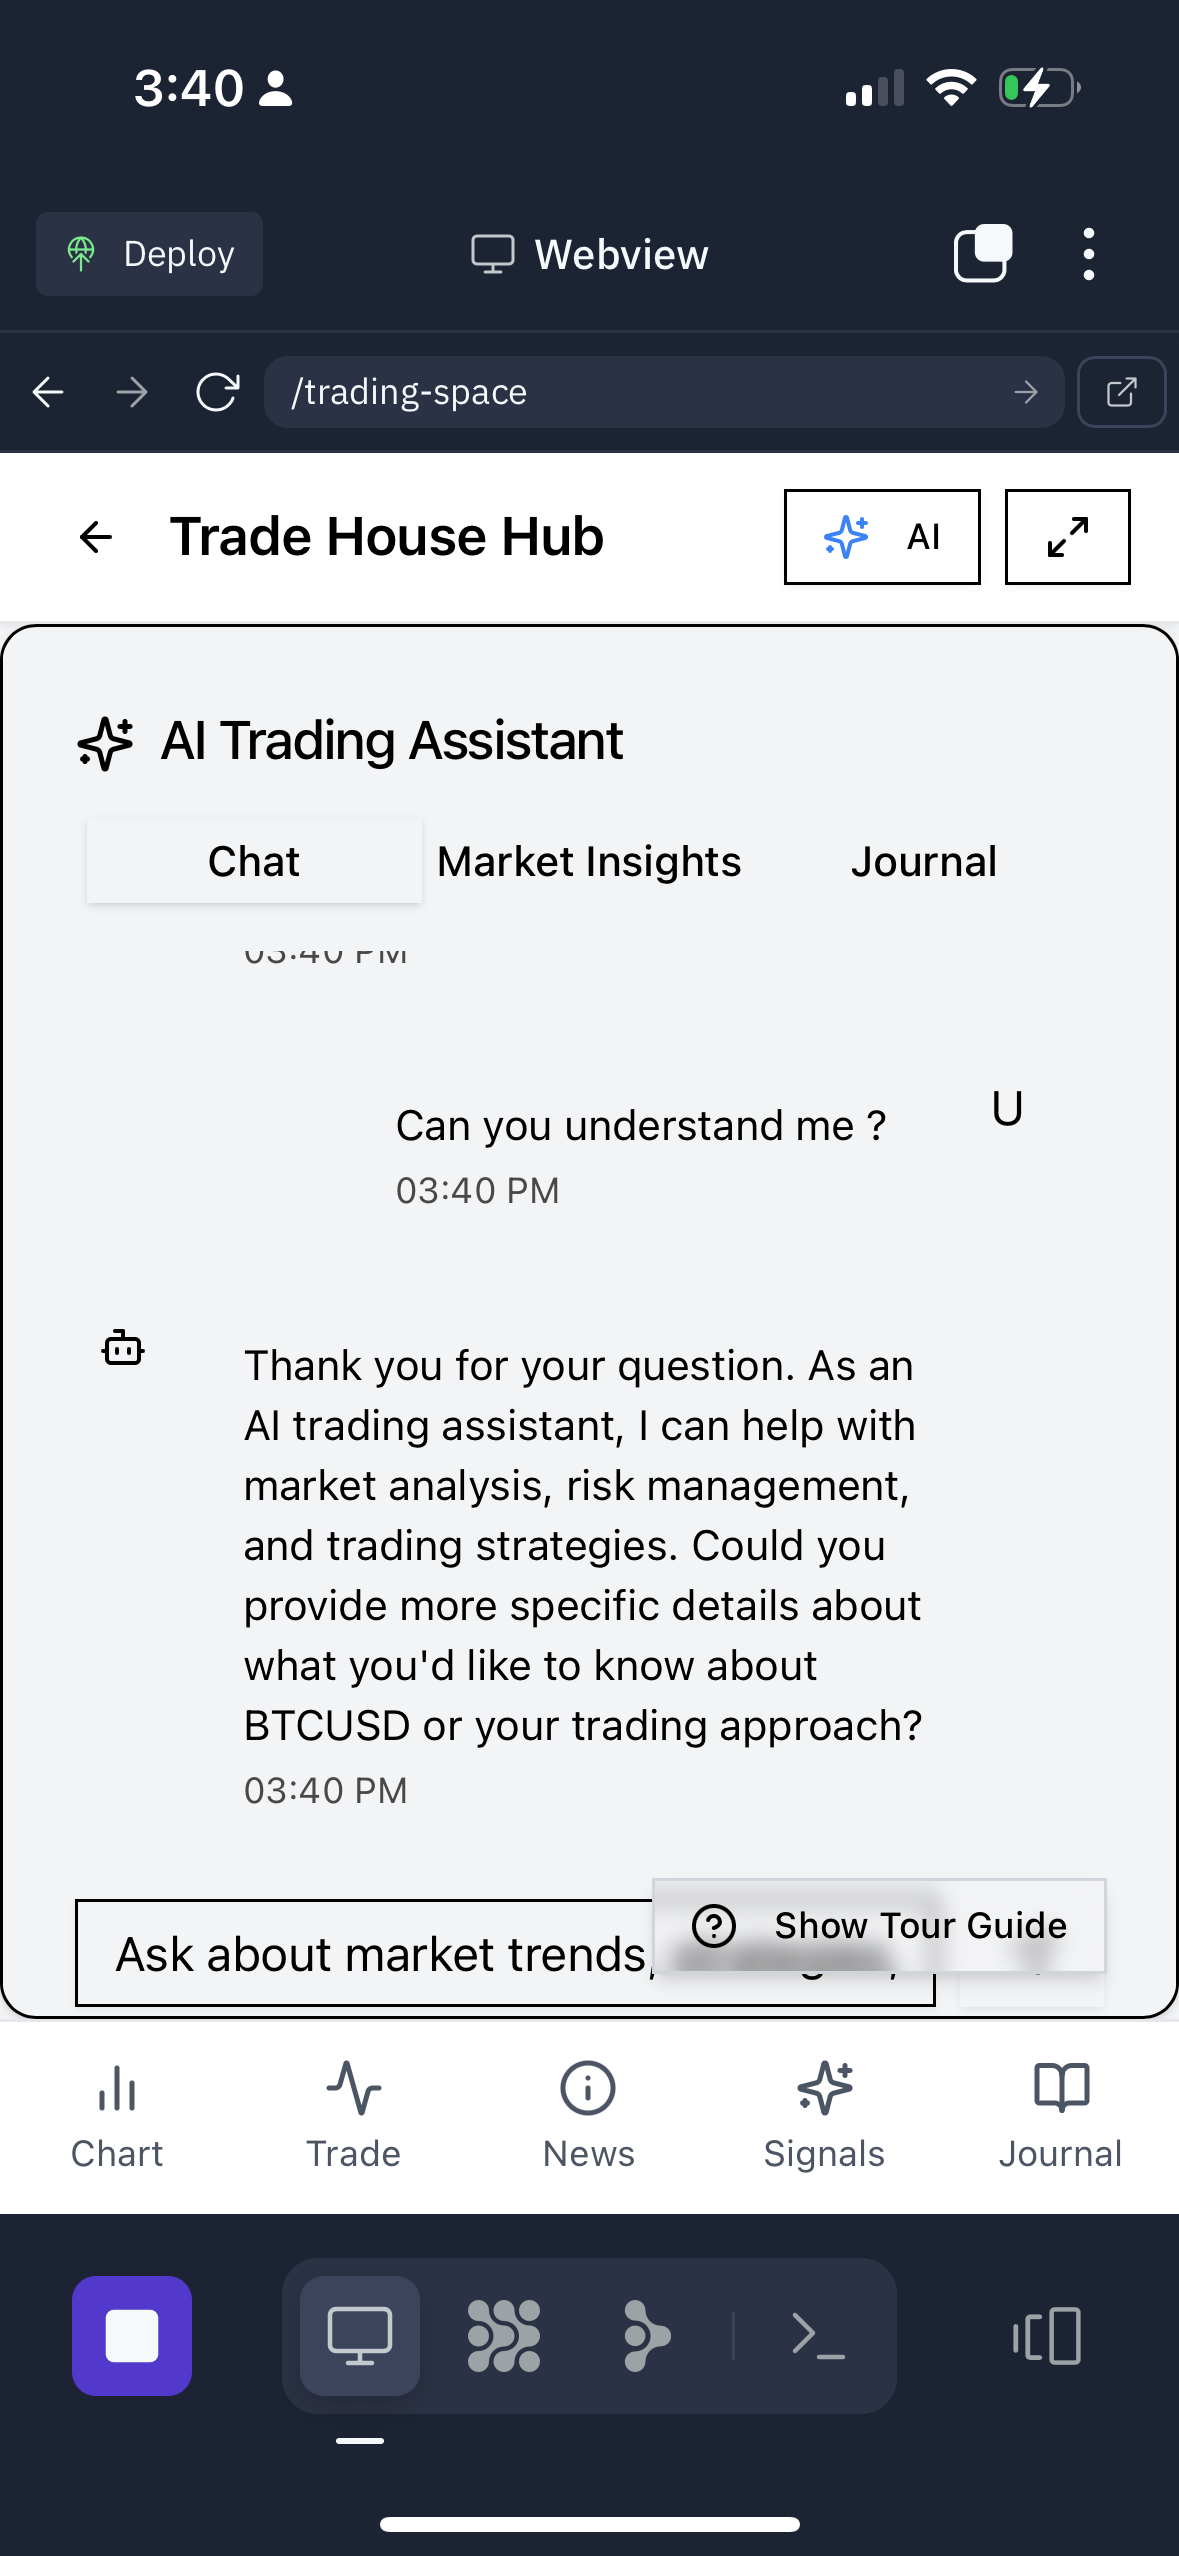 3:40
Deploy
Webview
/trading-space
Trade House Hub
AI
AI Trading Assistant
Chat
Market Insights
Journal
03:40 PM
Can you understand me ?
U
03:40 PM
Thank you for your question. As an
AI trading assistant, I can help with
market analysis, risk management,
and trading strategies. Could you
provide more specific details about
what you'd like to know about
BTCUSD or your trading approach?
03:40 PM
Ask about market trends,
Show Tour Guide
Chart
Trade
News
Signals
Journal